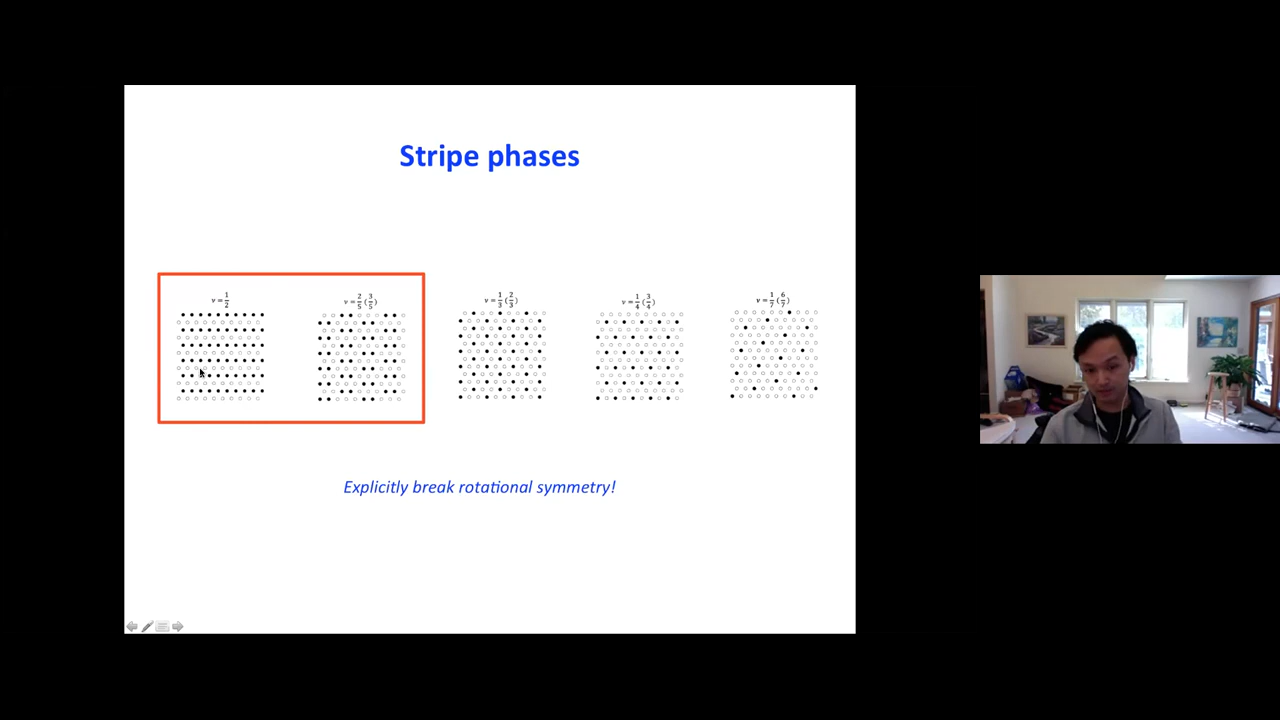 Stripe phases
ν = 1/2
ν = 2/5 (3/5)
ν = 1/3 (2/3)
ν = 1/4 (3/4)
ν = 1/7 (6/7)
Explicitly break rotational symmetry!